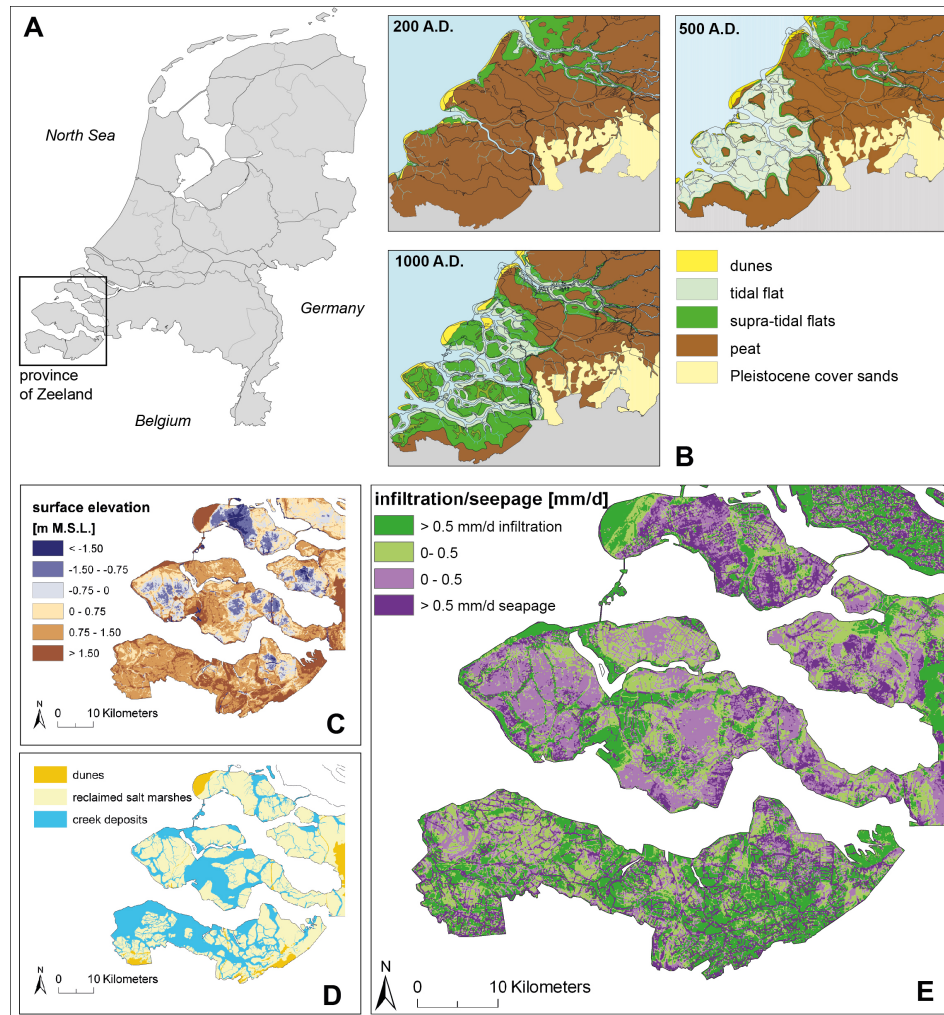 A
North Sea
Germany
province
of Zeeland
Belgium
200 A.D.
500 A.D.
1000 A.D.
dunes
tidal flat
supra-tidal flats
peat
Pleistocene cover sands
B
surface elevation
[m M.S.L.]
< -1.50
-1.50 - -0.75
-0.75 - 0
0 - 0.75
0.75 - 1.50
> 1.50
N
0 10 Kilometers
C
dunes
reclaimed salt marshes
creek deposits
N
0 10 Kilometers
D
infiltration/seepage [mm/d]
> 0.5 mm/d infiltration
0- 0.5
0 - 0.5
> 0.5 mm/d seapage
N
0 10 Kilometers
E